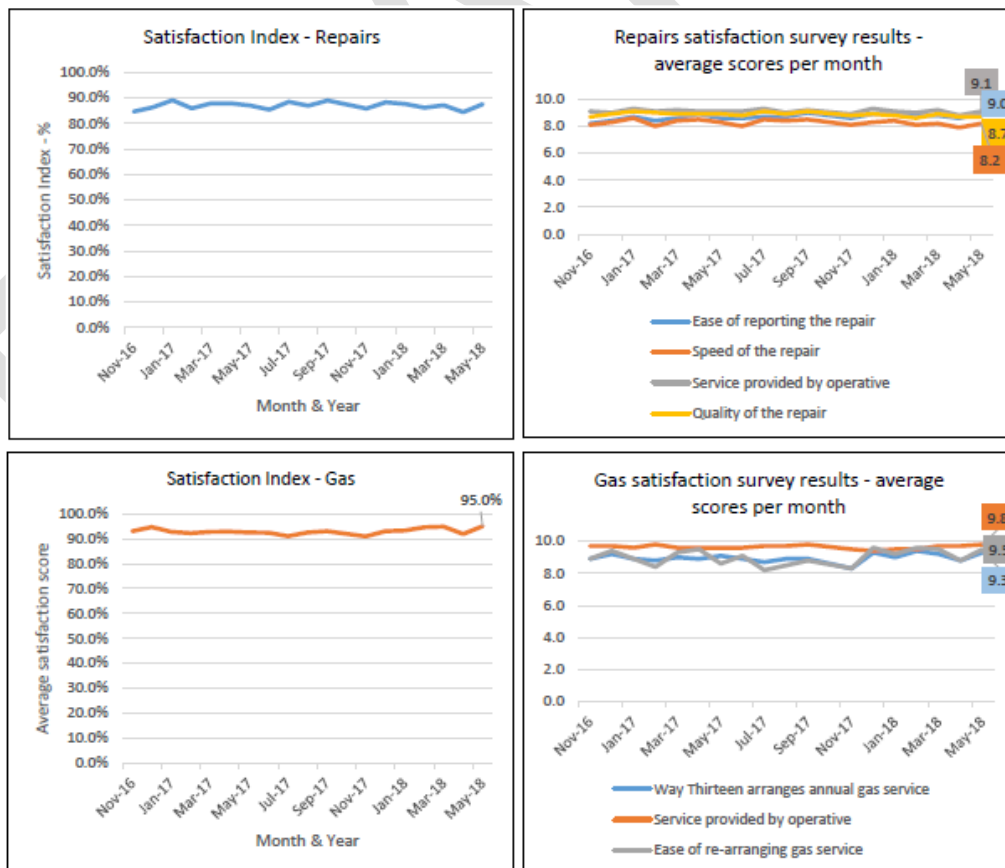 Satisfaction Index - Repairs
100.0%
90.0%
80.0%
70.0%
60.0%
50.0%
40.0%
30.0%
20.0%
10.0%
0.0%
Satisfaction Index - %
Nov-16
Jan-17
Mar-17
May-17
Jul-17
Sep-17
Nov-17
Jan-18
Mar-18
May-18
Month & Year
Repairs satisfaction survey results -
average scores per month
9.1
9.0
8.7
8.2
10.0
8.0
6.0
4.0
2.0
0.0
Nov-16
Jan-17
Mar-17
May-17
Jul-17
Sep-17
Nov-17
Jan-18
Mar-18
May-18
Ease of reporting the repair
Speed of the repair
Service provided by operative
Quality of the repair
Satisfaction Index - Gas
95.0%
100.0%
90.0%
80.0%
70.0%
60.0%
50.0%
40.0%
30.0%
20.0%
10.0%
0.0%
Average satisfaction score
Nov-16
Jan-17
Mar-17
May-17
Jul-17
Sep-17
Nov-17
Jan-18
Mar-18
May-18
Month & Year
Gas satisfaction survey results - average
scores per month
9.8
9.5
9.3
10.0
8.0
6.0
4.0
2.0
0.0
Nov-16
Jan-17
Mar-17
May-17
Jul-17
Sep-17
Nov-17
Jan-18
Mar-18
May-18
Way Thirteen arranges annual gas service
Service provided by operative
Ease of re-arranging gas service